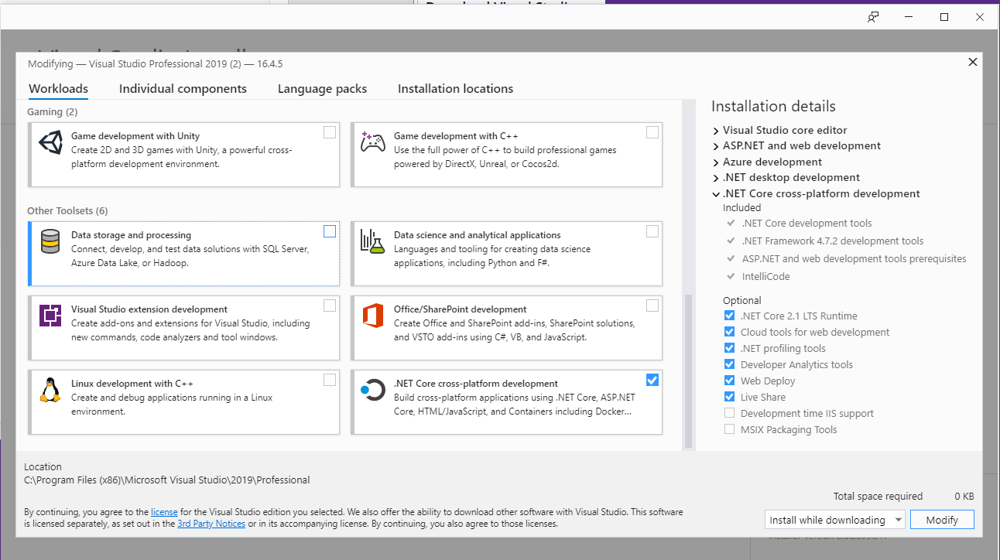 Modifying — Visual Studio Professional 2019 (2) — 16.4.5
Workloads
Individual components
Language packs
Installation locations
Gaming (2)
Game development with Unity
Create 2D and 3D games with Unity, a powerful cross-
platform development environment.
Game development with C++
Use the full power of C++ to build professional games
powered by DirectX, Unreal, or Cocos2d.
Other Toolsets (6)
Data storage and processing
Connect, develop, and test data solutions with SQL Server,
Azure Data Lake, or Hadoop.
Data science and analytical applications
Languages and tooling for creating data science
applications, including Python and F#.
Visual Studio extension development
Create add-ons and extensions for Visual Studio, including
new commands, code analyzers and tool windows.
Office/SharePoint development
Create Office and SharePoint add-ins, SharePoint solutions,
and VSTO add-ins using C#, VB, and JavaScript.
Linux development with C++
Create and debug applications running in a Linux
environment.
.NET Core cross-platform development
Build cross-platform applications using .NET Core, ASP.NET
Core, HTML/JavaScript, and Containers including Docker...
Installation details
Visual Studio core editor
ASP.NET and web development
Azure development
.NET desktop development
.NET Core cross-platform development
Included
.NET Core development tools
.NET Framework 4.7.2 development tools
ASP.NET and web development tools prerequisites
IntelliCode
Optional
.NET Core 2.1 LTS Runtime
Cloud tools for web development
.NET profiling tools
Developer Analytics tools
Web Deploy
Live Share
Development time IIS support
MSIX Packaging Tools
Location
C:\Program Files (x86)\Microsoft Visual Studio\2019\Professional
Total space required 0 KB
By continuing, you agree to the license for the Visual Studio edition you selected. We also offer the ability to download other software with Visual Studio. This software
is licensed separately, as set out in the 3rd Party Notices or in its accompanying license. By continuing, you also agree to those licenses.
Install while downloading
Modify